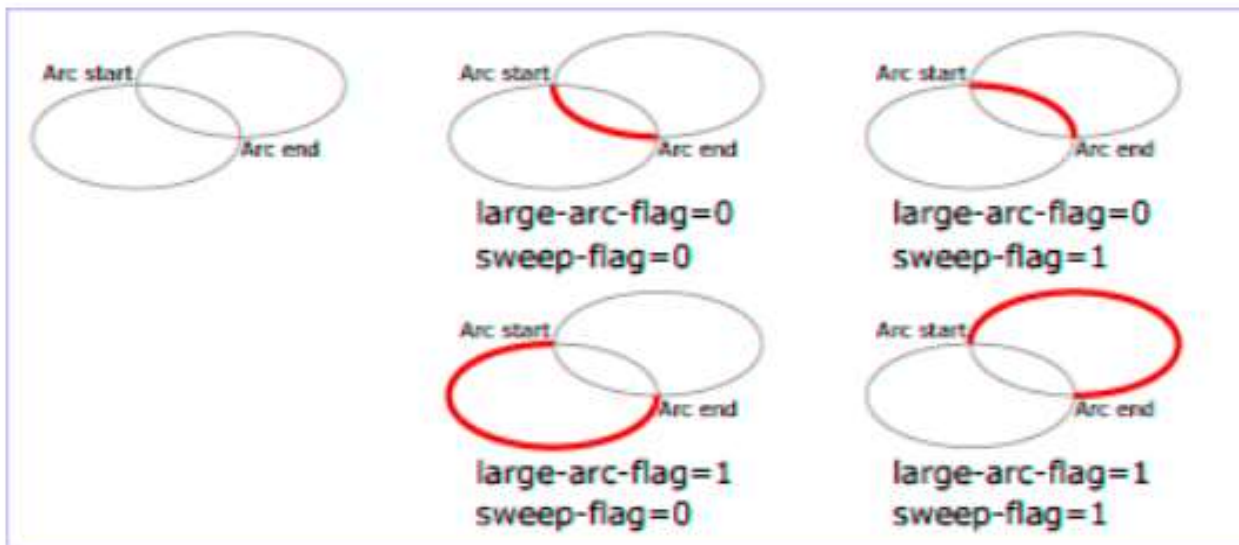 Arc start
Arc end
Arc start
Arc end
large-arc-flag=0
sweep-flag=0
Arc start
Arc end
large-arc-flag=0
sweep-flag=1
Arc start
Arc end
large-arc-flag=1
sweep-flag=0
Arc start
Arc end
large-arc-flag=1
sweep-flag=1